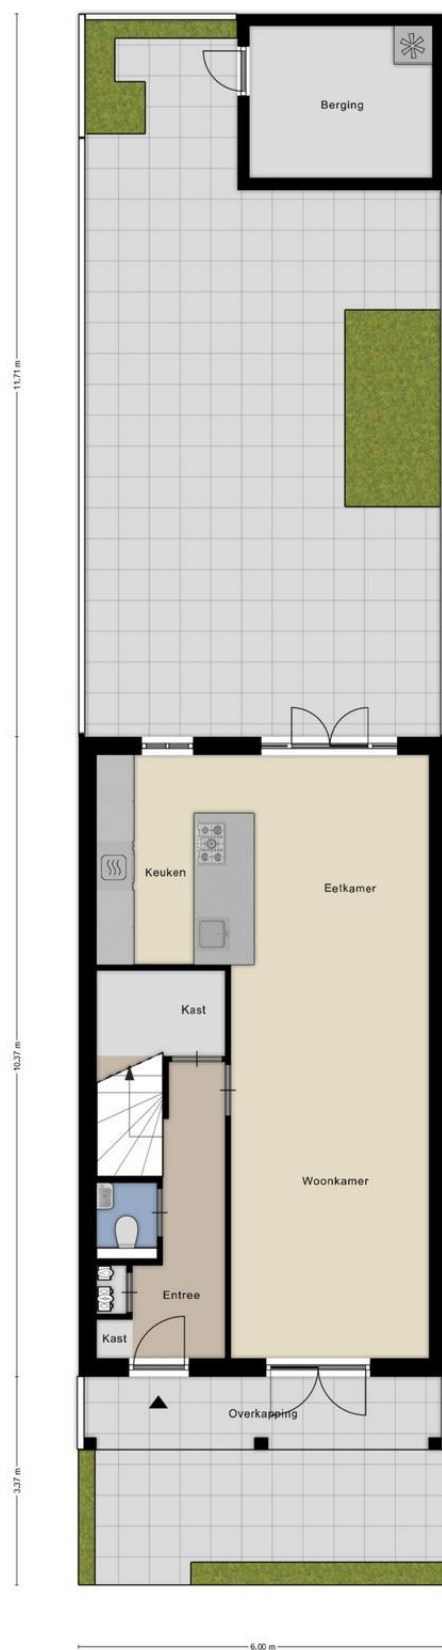 Berging
11.71 m
Keuken
Eetkamer
Kast
10.37 m
Woonkamer
Entree
Kast
Overkapping
3.37 m
6.00 m